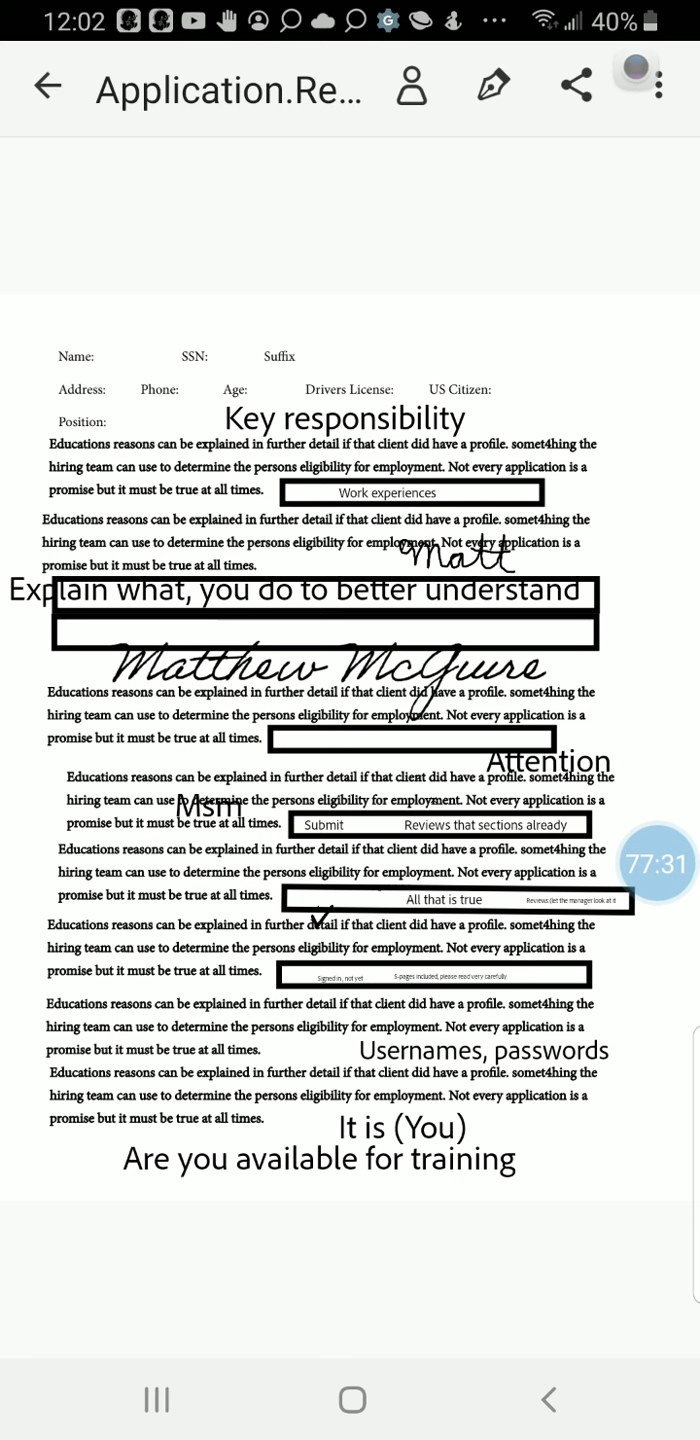 12:02 40%
Application.Re...
Name: SSN: Suffix
Address: Phone: Age: Drivers License: US Citizen:
Position: Key responsibility
Educations reasons can be explained in further detail if that client did have a profile. somet4hing the
hiring team can use to determine the persons eligibility for employment. Not every application is a
promise but it must be true at all times. Work experiences
Educations reasons can be explained in further detail if that client did have a profile. somet4hing the
hiring team can use to determine the persons eligibility for employment. Not every application is a
Matt
promise but it must be true at all times.
Explain what, you do to better understand
Matthew McGuire
Educations reasons can be explained in further detail if that client did have a profile. somet4hing the
hiring team can use to determine the persons eligibility for employment. Not every application is a
promise but it must be true at all times.
Attention
Educations reasons can be explained in further detail if that client did have a profile. somet4hing the
hiring team can use to determine the persons eligibility for employment. Not every application is a
Msm
promise but it must be true at all times. Submit Reviews that sections already
Educations reasons can be explained in further detail if that client did have a profile. somet4hing the
77:31
hiring team can use to determine the persons eligibility for employment. Not every application is a
promise but it must be true at all times. All that is true Reviews (let the manager look at it
Educations reasons can be explained in further detail if that client did have a profile. somet4hing the
hiring team can use to determine the persons eligibility for employment. Not every application is a
promise but it must be true at all times. Signed in, not yet 5-pages included, please read very carefully
Educations reasons can be explained in further detail if that client did have a profile. somet4hing the
hiring team can use to determine the persons eligibility for employment. Not every application is a
promise but it must be true at all times. Usernames, passwords
Educations reasons can be explained in further detail if that client did have a profile. somet4hing the
hiring team can use to determine the persons eligibility for employment. Not every application is a
promise but it must be true at all times. It is (You)
Are you available for training